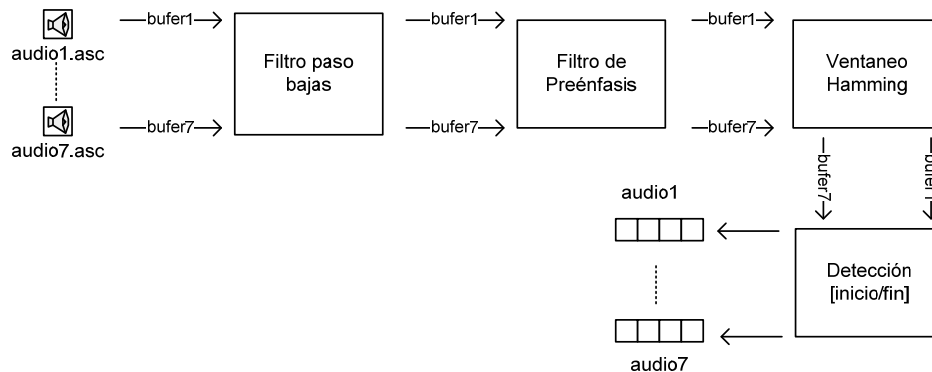 audio1.asc
audio7.asc
bufer1
bufer7
Filtro paso
bajas
bufer1
bufer7
Filtro de
Preénfasis
bufer1
bufer7
Ventaneo
Hamming
bufer7
Detección
[inicio/fin]
audio1
audio7